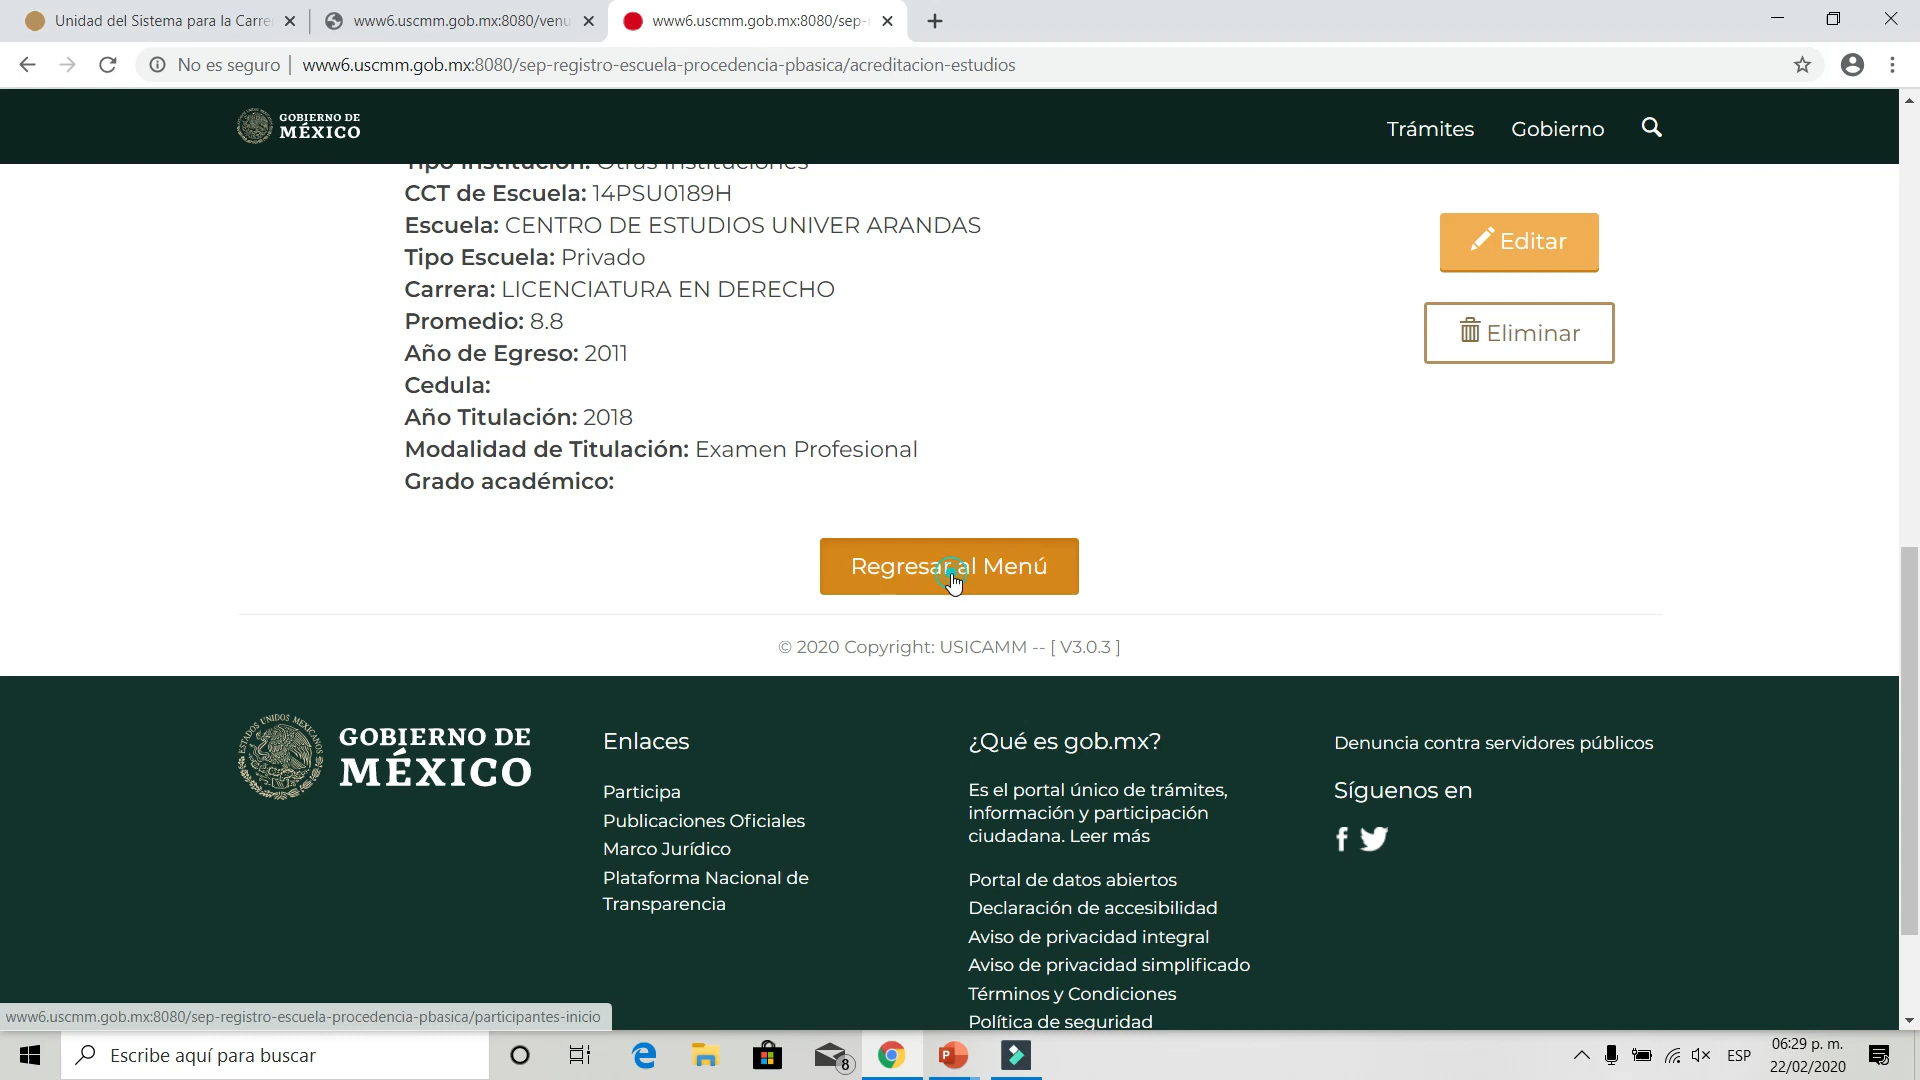 Unidad del Sistema para la Carre
www6.uscmm.gob.mx:8080/venu
www6.uscmm.gob.mx:8080/sep-
No es seguro
www6.uscmm.gob.mx:8080/sep-registro-escuela-procedencia-pbasica/acreditacion-estudios
GOBIERNO DE
MÉXICO
Trámites
Gobierno
Tipo Institución: Otras Instituciones
CCT de Escuela: 14PSU0189H
Escuela: CENTRO DE ESTUDIOS UNIVER ARANDAS
Tipo Escuela: Privado
Carrera: LICENCIATURA EN DERECHO
Promedio: 8.8
Año de Egreso: 2011
Cedula:
Año Titulación: 2018
Modalidad de Titulación: Examen Profesional
Grado académico:
Editar
Eliminar
Regresar al Menú
© 2020 Copyright: USICAMM -- [ V3.0.3 ]
ESTADOS UNIDOS MEXICANOS
GOBIERNO DE
MÉXICO
Enlaces
Participa
Publicaciones Oficiales
Marco Jurídico
Plataforma Nacional de
Transparencia
¿Qué es gob.mx?
Es el portal único de trámites,
información y participación
ciudadana. Leer más
Portal de datos abiertos
Declaración de accesibilidad
Aviso de privacidad integral
Aviso de privacidad simplificado
Términos y Condiciones
Política de seguridad
Denuncia contra servidores públicos
Síguenos en
www6.uscmm.gob.mx:8080/sep-registro-escuela-procedencia-pbasica/participantes-inicio
Escribe aquí para buscar
8
ESP
06:29 p. m.
22/02/2020